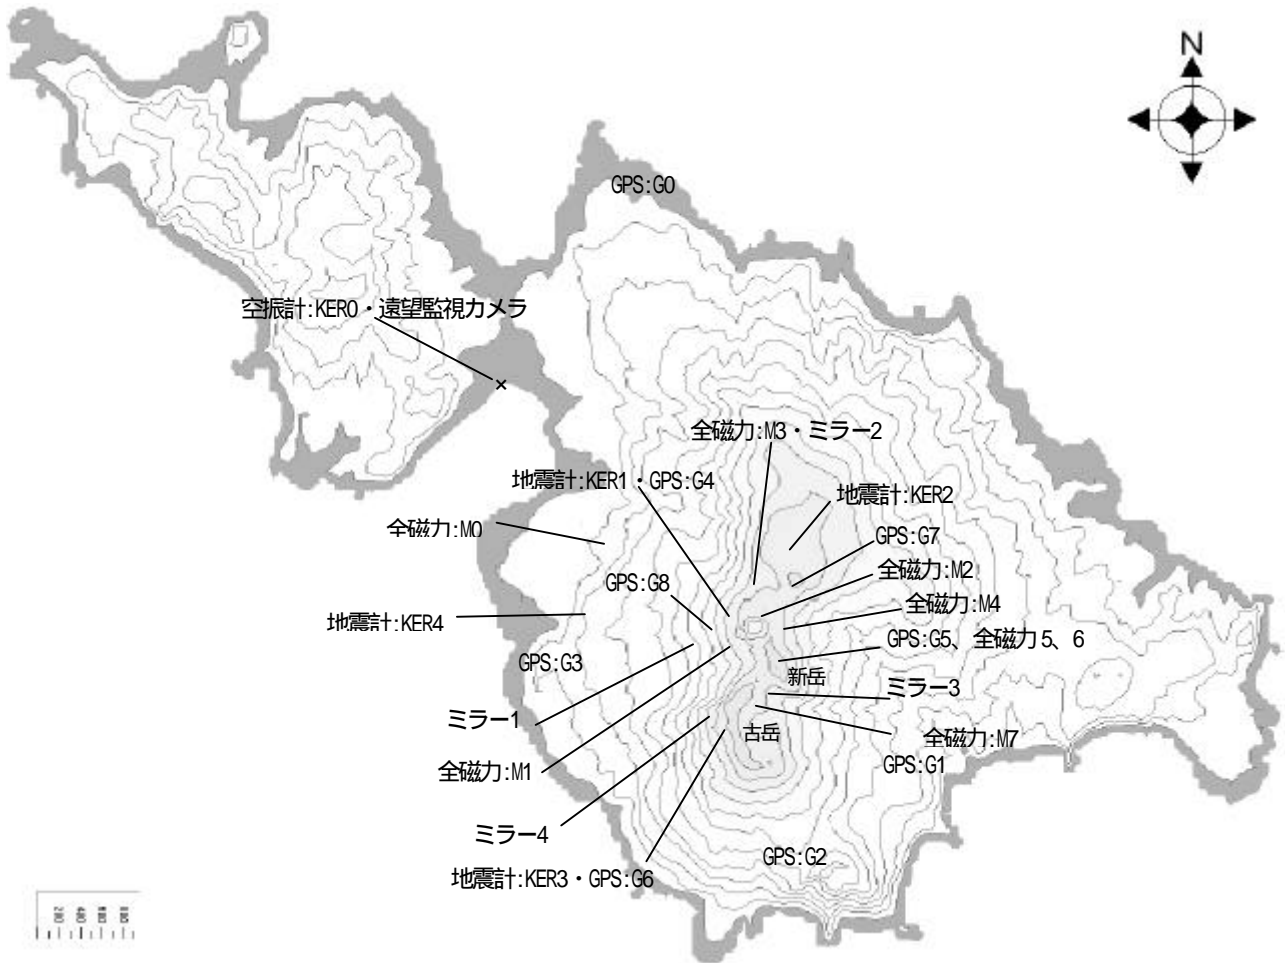 N
GPS:G0
空振計:KER0・遠望監視カメラ
全磁力:M3・ミラー2
地震計:KER1・GPS:G4
地震計:KER2
全磁力:M0
GPS:G7
全磁力:M2
GPS:G8
全磁力:M4
地震計:KER4
GPS:G5、全磁力5、6
GPS:G3
新岳
ミラー3
ミラー1
古岳
全磁力:M7
GPS:G1
全磁力:M1
ミラー4
GPS:G2
地震計:KER3・GPS:G6